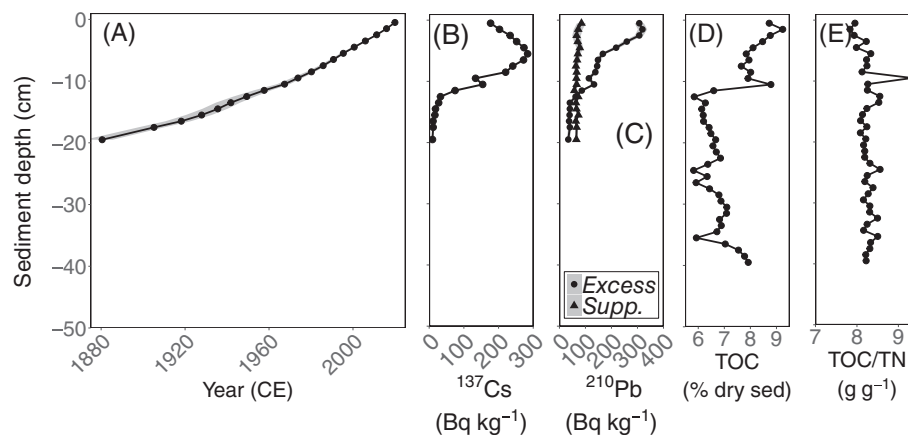 (A)
(B)
(C)
(D)
(E)
Sediment depth (cm)
0
−10
−20
−30
−40
−50
1880
1920
1960
2000
Year (CE)
0
100
200
300
¹³⁷Cs
(Bq kg⁻¹)
Excess
Supp.
0
100
200
300
400
²¹⁰Pb
(Bq kg⁻¹)
6 7 8 9
TOC
(% dry sed)
7 8 9
TOC/TN
(g g⁻¹)